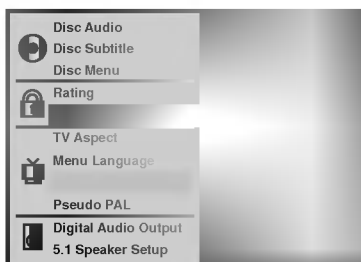 Disc Audio
Disc Subtitle
Disc Menu
Rating
TV Aspect
Menu Language
Pseudo PAL
Digital Audio Output
5.1 Speaker Setup